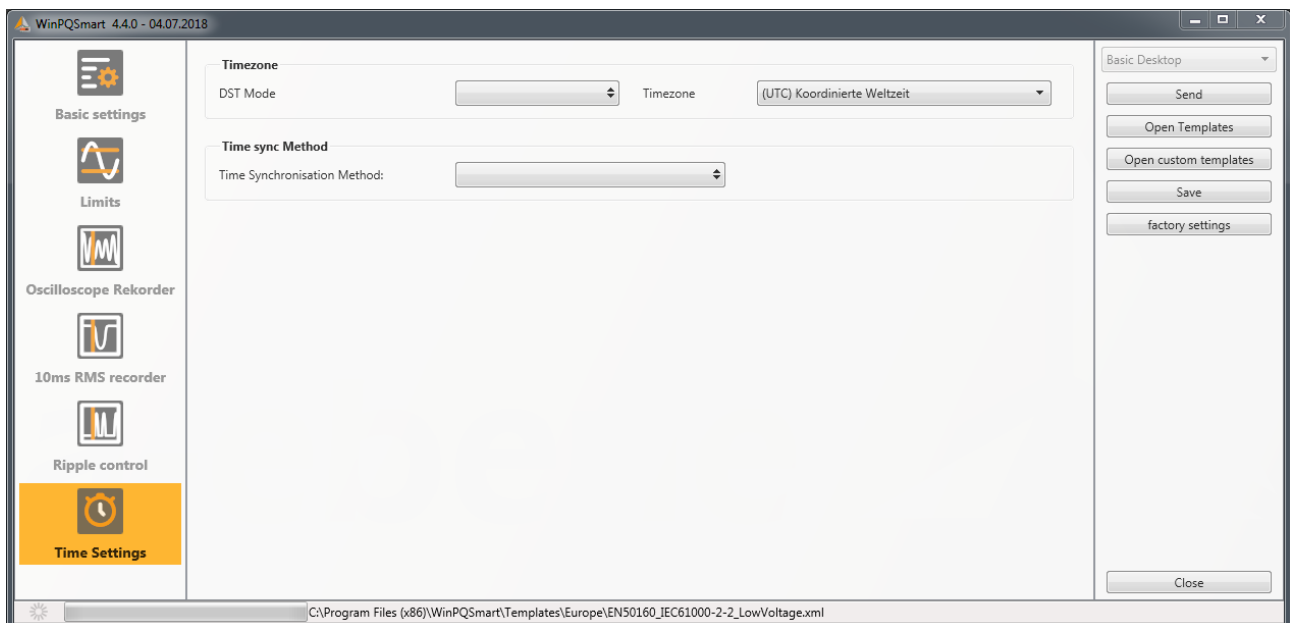 WinPQSmart 4.4.0 - 04.07.2018
Basic settings
Limits
Oscilloscope Rekorder
10ms RMS recorder
Ripple control
Time Settings
Timezone
DST Mode
Timezone
(UTC) Koordinierte Weltzeit
Time sync Method
Time Synchronisation Method:
Basic Desktop
Send
Open Templates
Open custom templates
Save
factory settings
Close
C:\Program Files (x86)\WinPQSmart\Templates\Europe\EN50160_IEC61000-2-2_LowVoltage.xml